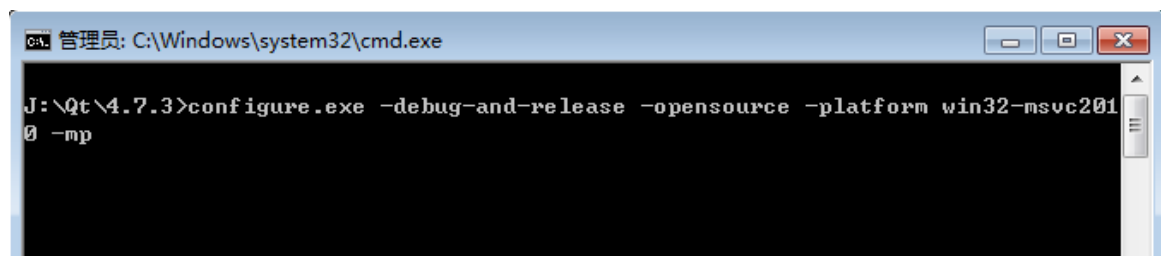 管理员: C:\Windows\system32\cmd.exe
J:\Qt\4.7.3>configure.exe -debug-and-release -opensource -platform win32-msvc201
0 -mp